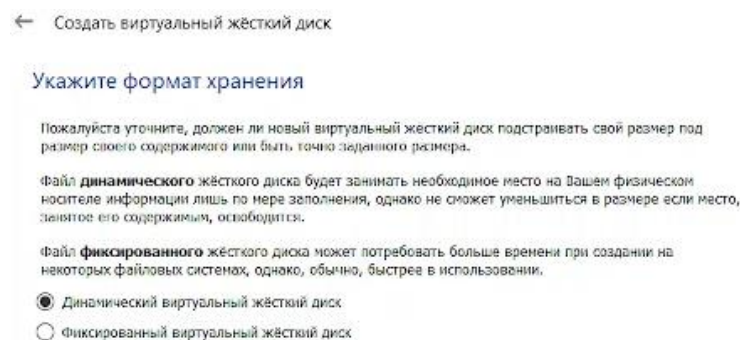 Создать виртуальный жёсткий диск
Укажите формат хранения
Пожалуйста уточните, должен ли новый виртуальный жёсткий диск подстраивать свой размер под
размер своего содержимого или быть точно заданного размера.
Файл динамического жёсткого диска будет занимать необходимое место на Вашем физическом
носителе информации лишь по мере заполнения, однако не сможет уменьшиться в размере если место,
занятое его содержимым, освободится.
Файл фиксированного жёсткого диска может потребовать больше времени при создании на
некоторых файловых системах, однако, обычно, быстрее в использовании.
Динамический виртуальный жёсткий диск
Фиксированный виртуальный жёсткий диск